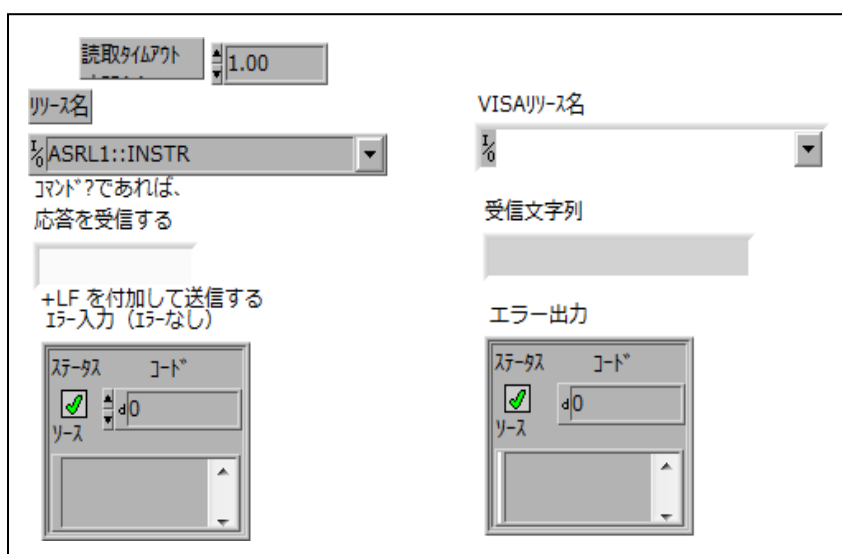 読取ﾀｲﾑｱｳﾄ
1.00
ﾘｿｰｽ名
ASRL1::INSTR
ｺﾏﾝﾄﾞ?であれば、
応答を受信する
+LF を付加して送信する
ｴﾗｰ入力（ｴﾗｰなし）
ｽﾃｰﾀｽ ｺｰﾄﾞ
d 0
ｿｰｽ
VISAﾘｿｰｽ名
受信文字列
エラー出力
ｽﾃｰﾀｽ ｺｰﾄﾞ
d 0
ｿｰｽ